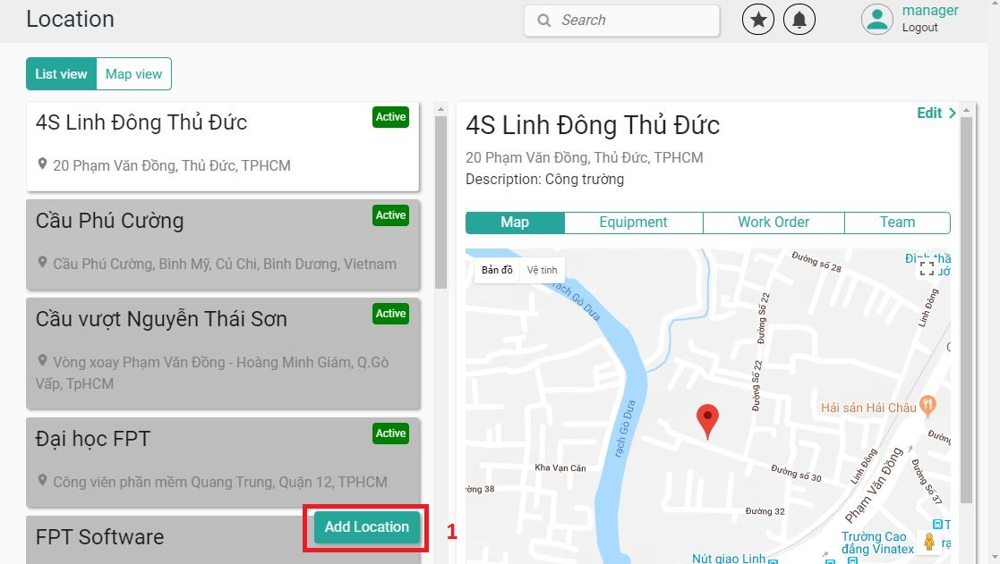 Location
Search
manager
Logout
List view
Map view
4S Linh Đông Thủ Đức
Active
20 Phạm Văn Đồng, Thủ Đức, TPHCM
Cầu Phú Cường
Active
Cầu Phú Cường, Bình Mỹ, Củ Chi, Bình Dương, Vietnam
Cầu vượt Nguyễn Thái Sơn
Active
Vòng xoay Phạm Văn Đồng - Hoàng Minh Giám, Q.Gò
Vấp, TpHCM
Đại học FPT
Active
Công viên phần mềm Quang Trung, Quận 12, TPHCM
FPT Software
Add Location
1
Edit
4S Linh Đông Thủ Đức
20 Phạm Văn Đồng, Thủ Đức, TPHCM
Description: Công trường
Map
Equipment
Work Order
Team
Bản đồ
Vệ tinh
Đường số 28
rạch Gò Dưa
Đường Số 22
Linh Đông
Đường Số 22
Hải sản Hải Châu
rạch Gò Dưa
Kha Vạn Cân
Đường số 30
Linh Đông
Phạm Văn Đồng
Đường số 37
Đường 32
Trường Cao
đẳng Vinatex
Nút giao Linh